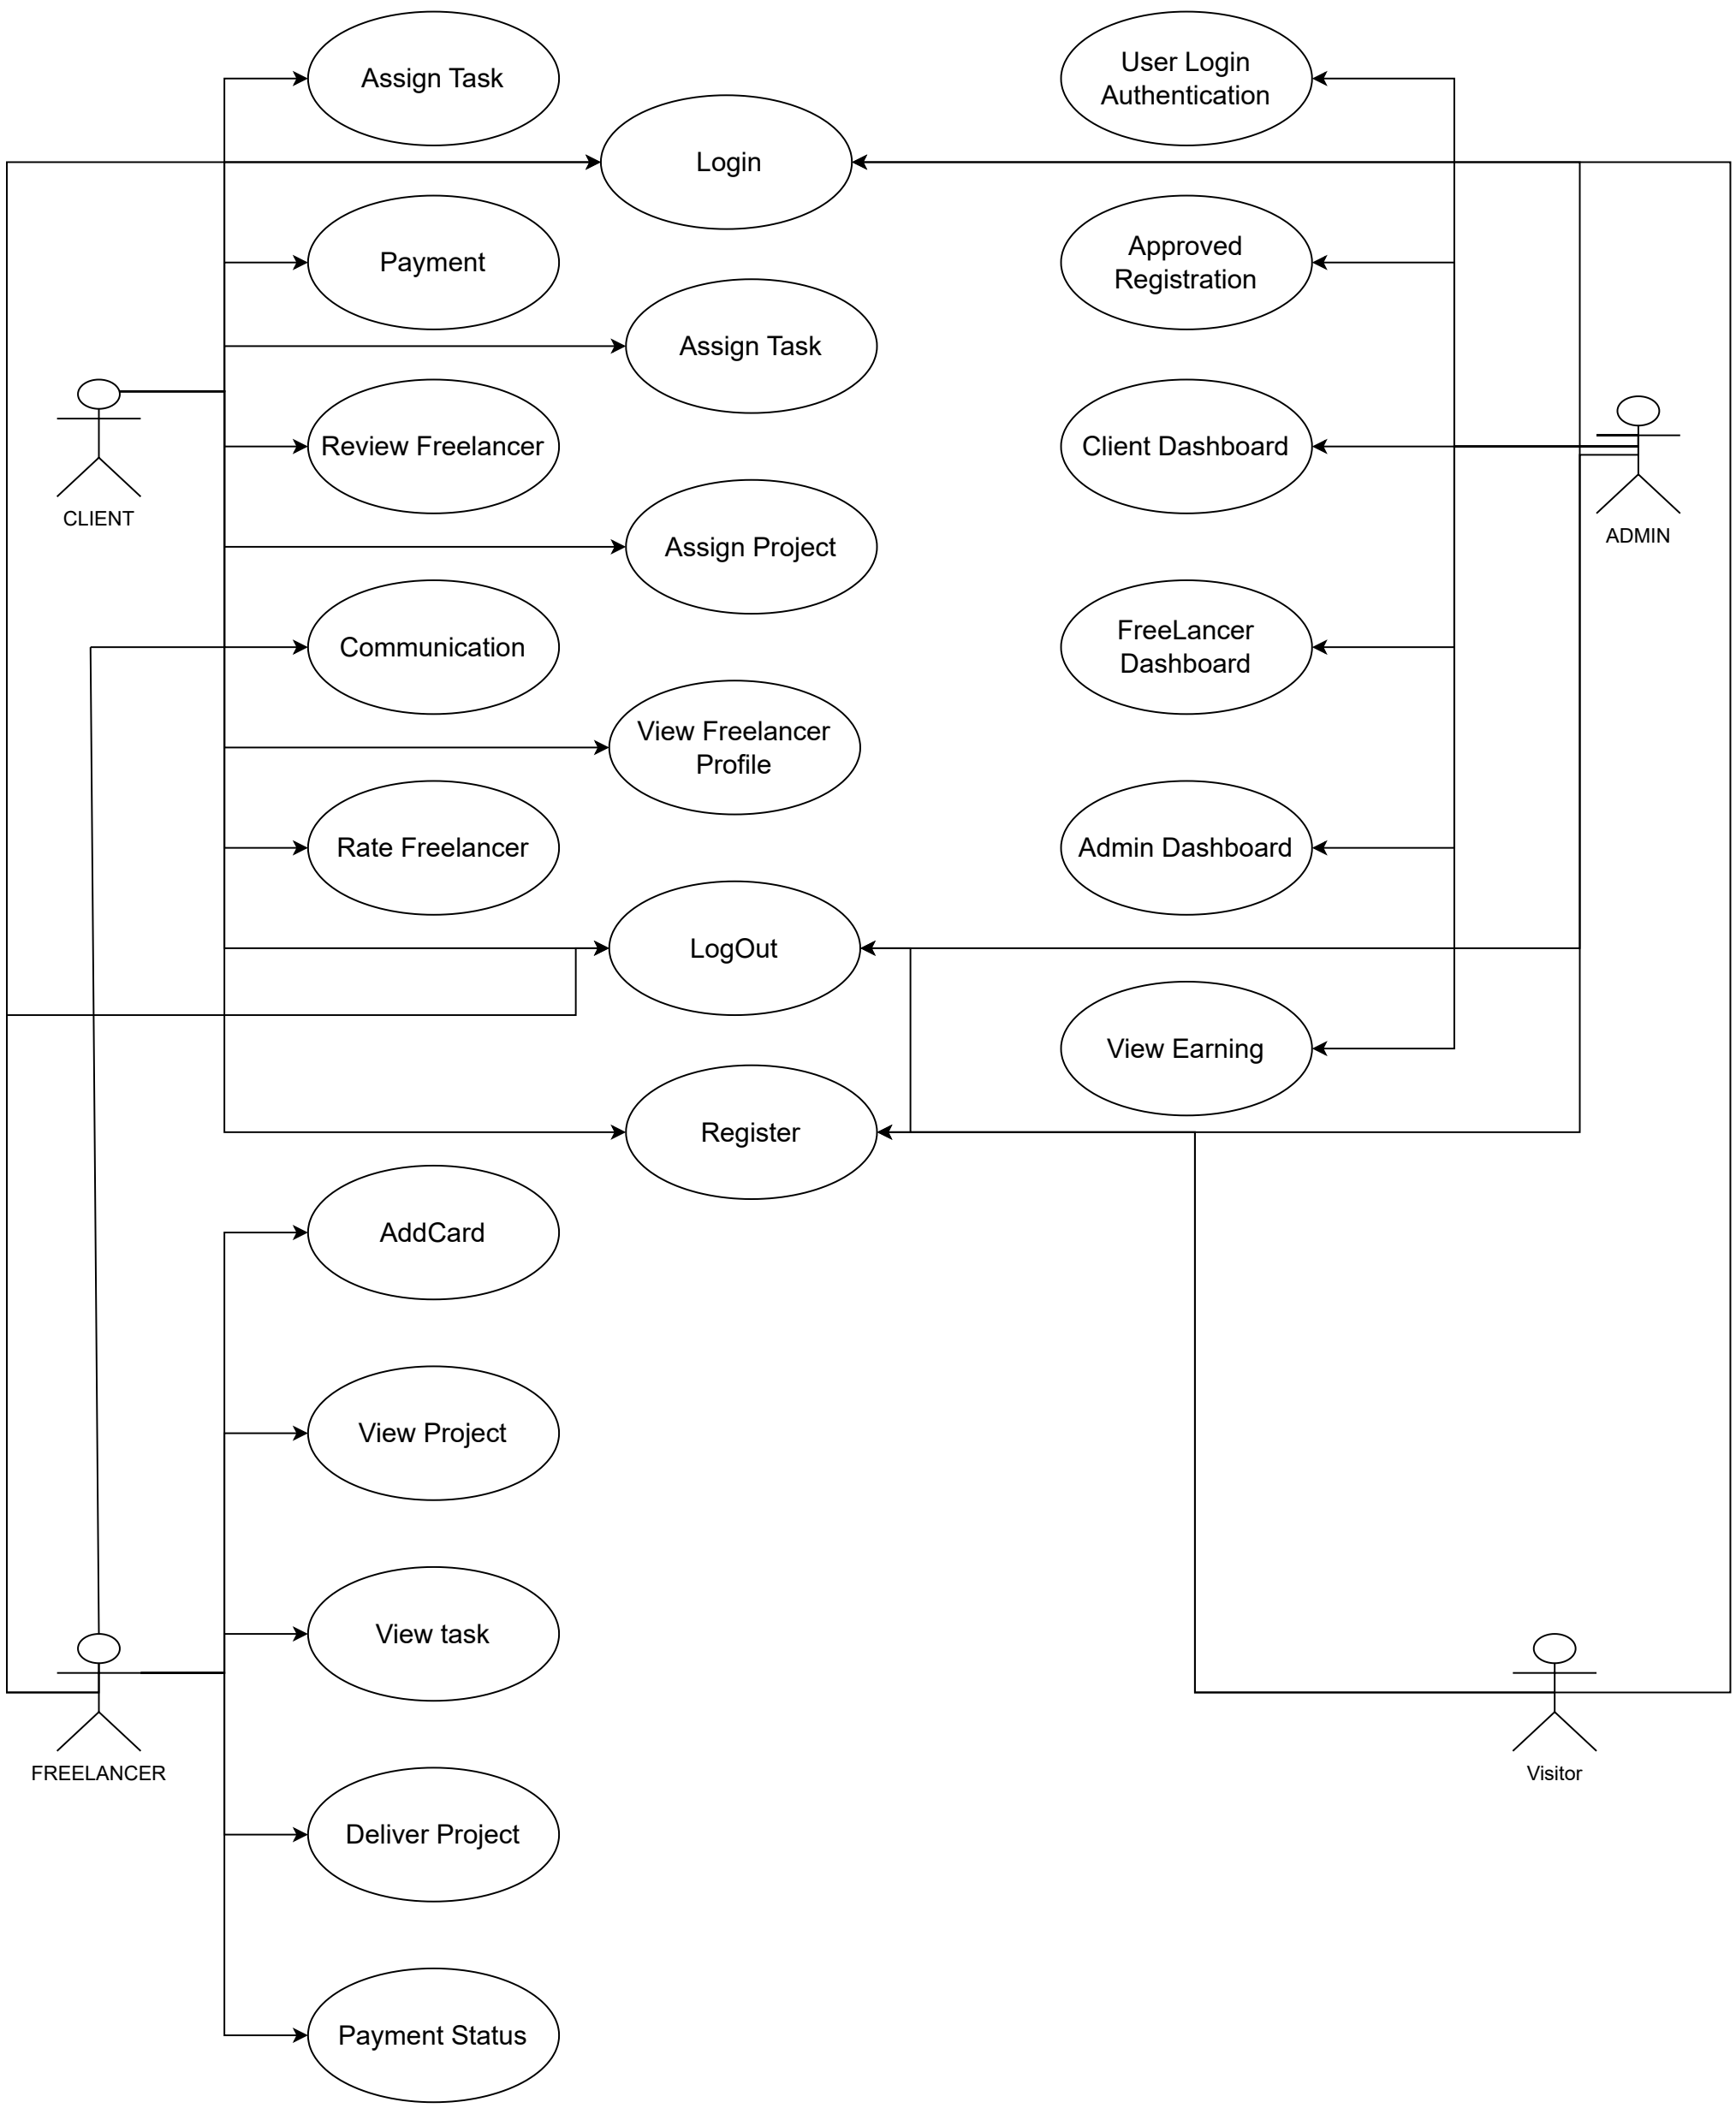 Assign Task
User Login
Authentication
Login
Payment
Approved
Registration
Assign Task
Review Freelancer
Client Dashboard
CLIENT
ADMIN
Assign Project
Communication
FreeLancer
Dashboard
View Freelancer
Profile
Rate Freelancer
Admin Dashboard
LogOut
View Earning
Register
AddCard
View Project
View task
FREELANCER
Visitor
Deliver Project
Payment Status